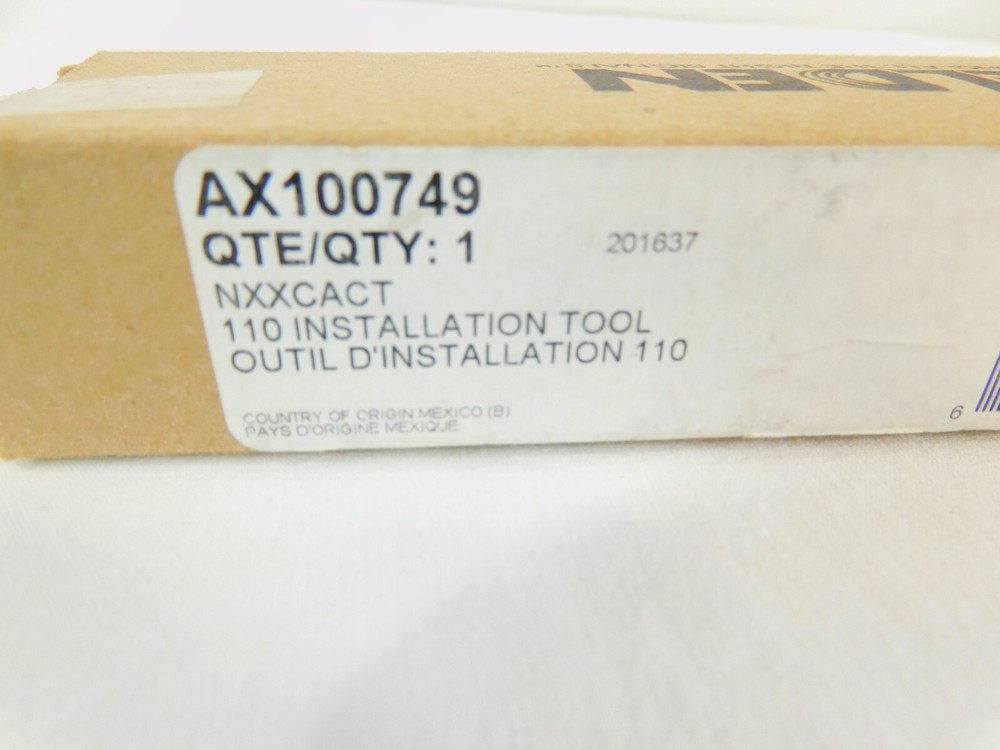 AX100749
QTE/QTY: 1
201637
NXXCACT
110 INSTALLATION TOOL
OUTIL D'INSTALLATION 110
COUNTRY OF ORIGIN MEXICO (B)
PAYS D'ORIGINE MEXIQUE
6